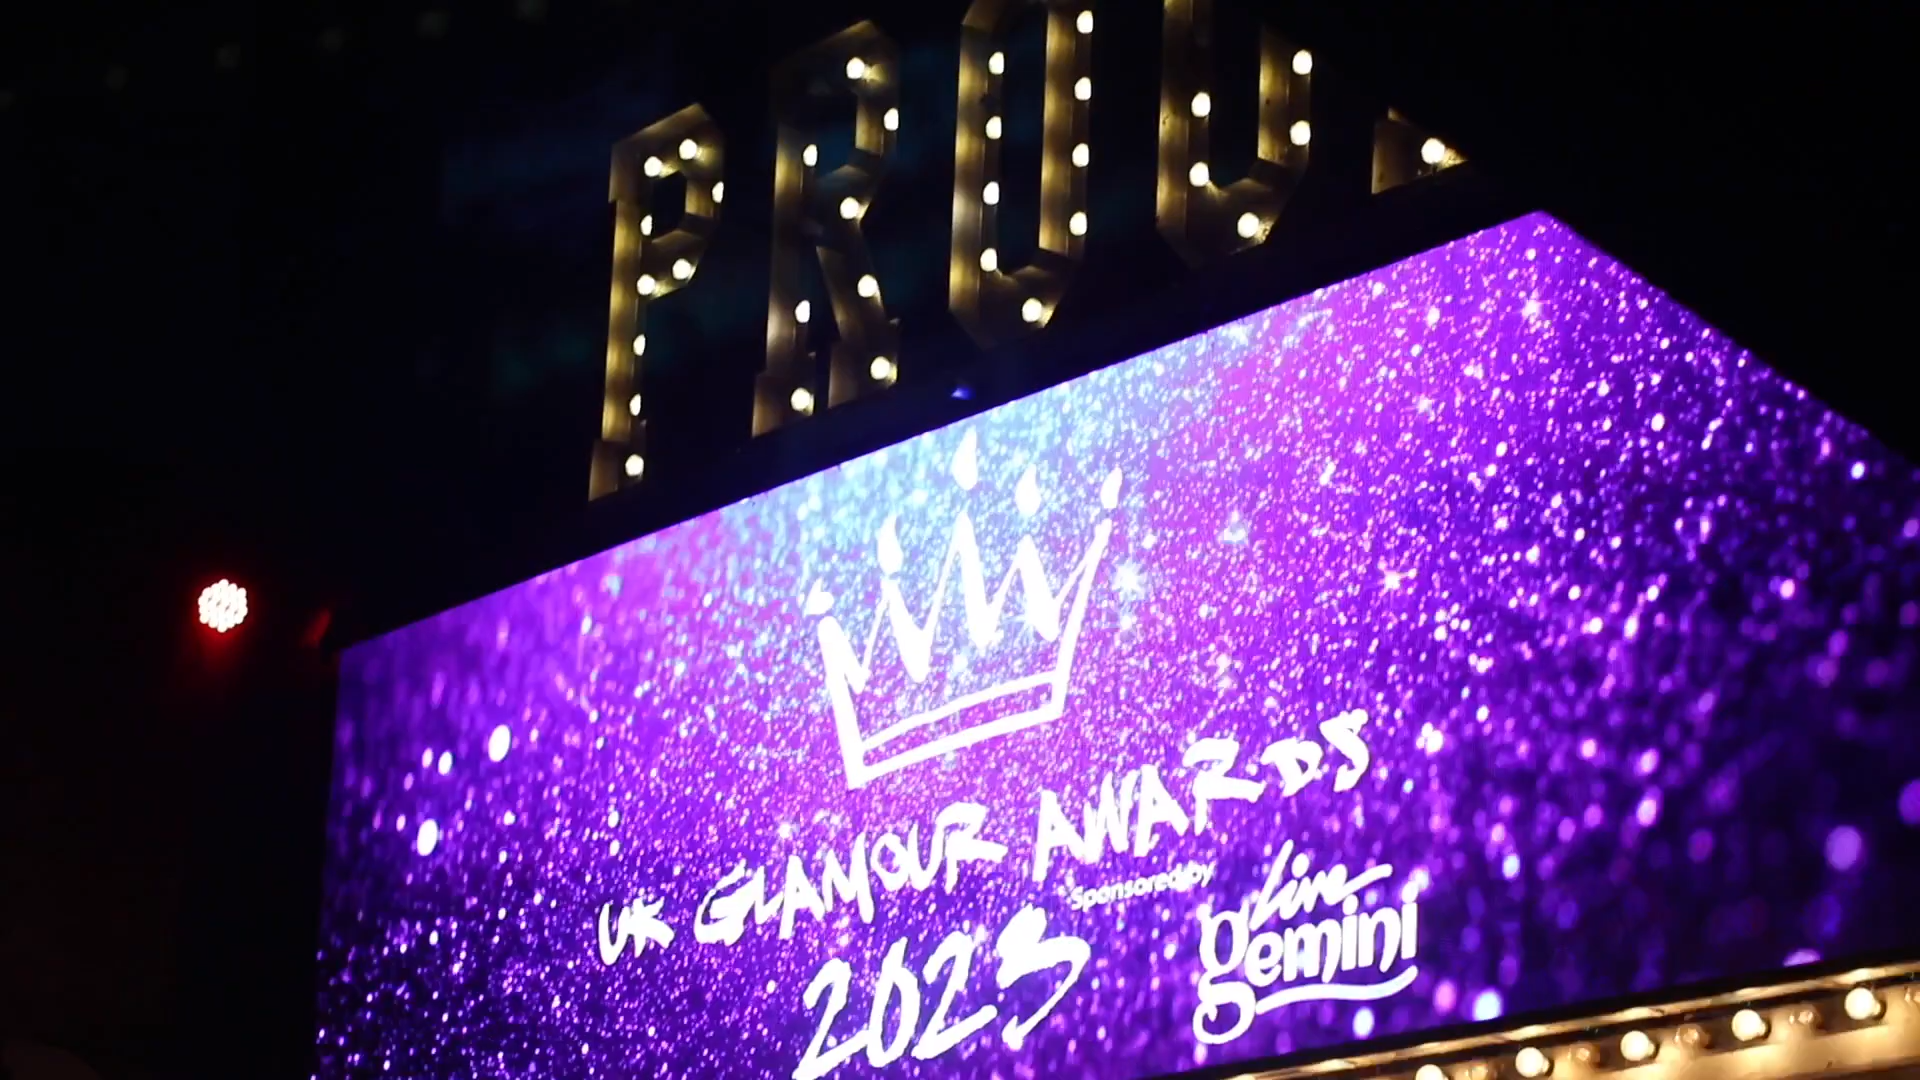 PROU
UK GLAMOUR AWARDS
2023
Sponsored by
Live
gemini